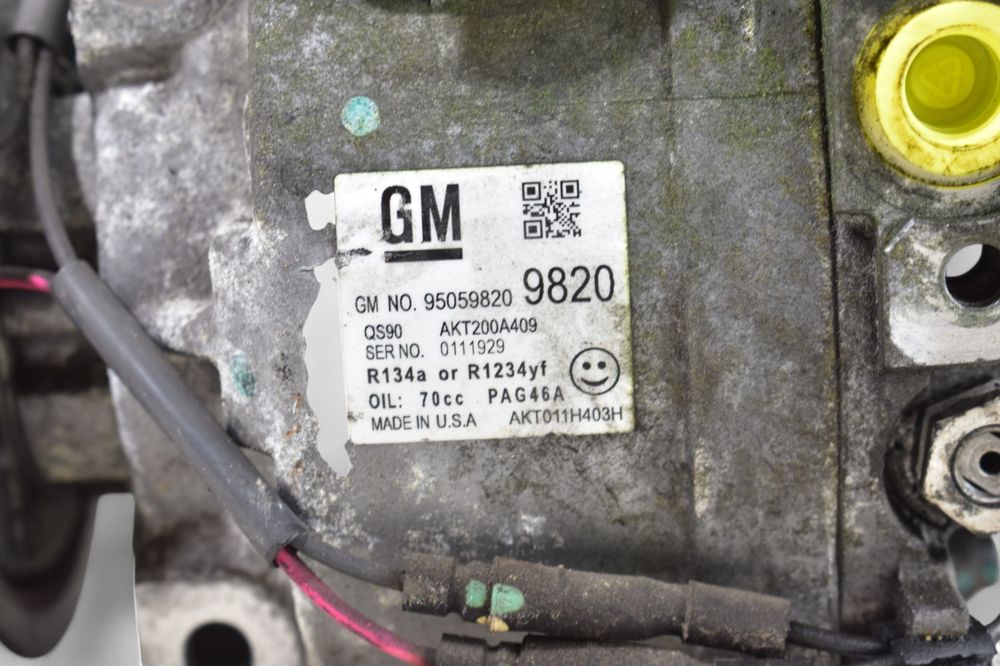 GM
GM NO. 95059820 9820
QS90 AKT200A409
SER NO. 0111929
R134a or R1234yf
OIL: 70cc PAG46A
MADE IN U.S.A AKT011H403H